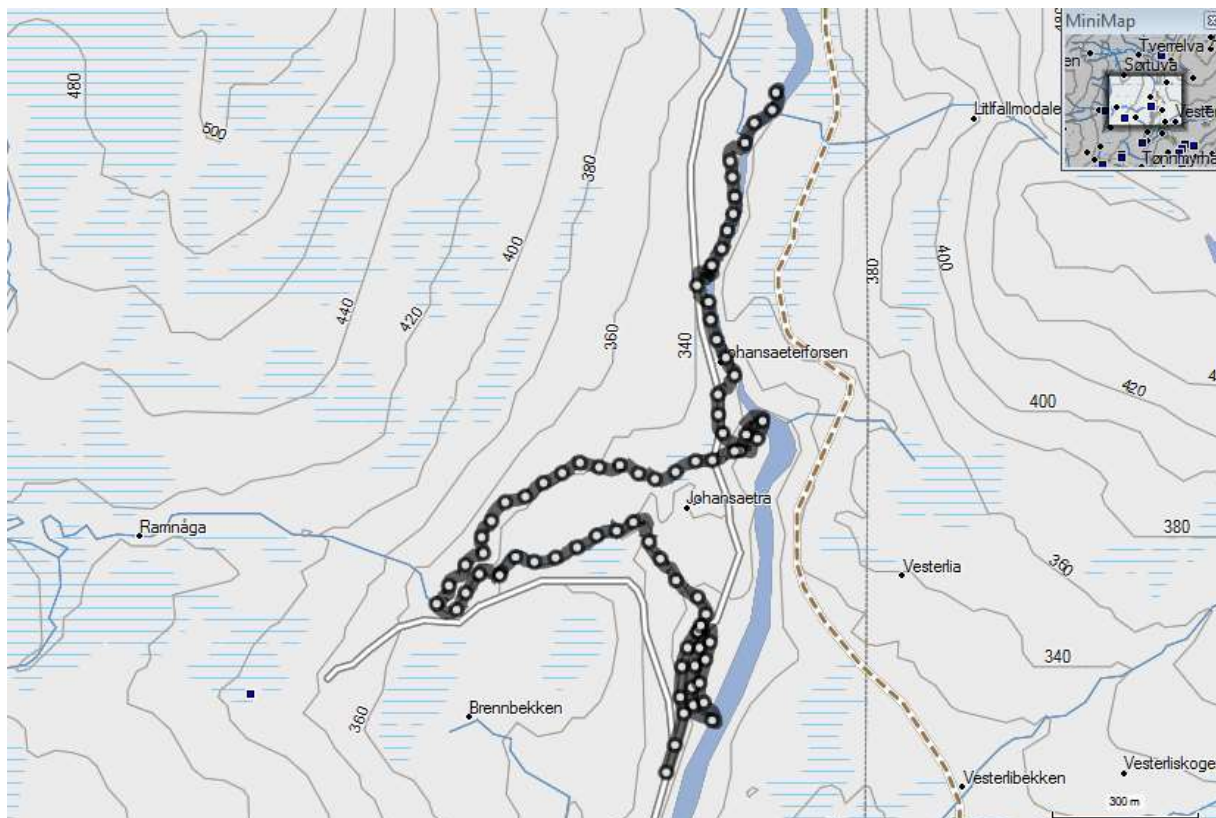 MiniMap
Tverrelva
Sørtuva
480
500
380
Litlfallmodale
400
380
400
440
420
360
340
Johansaeterforsen
420
400
Johansaetra
380
Ramnåga
360
Vesterlia
340
Brennbekken
360
Vesterlibekken
Vesterliskoge
300 m